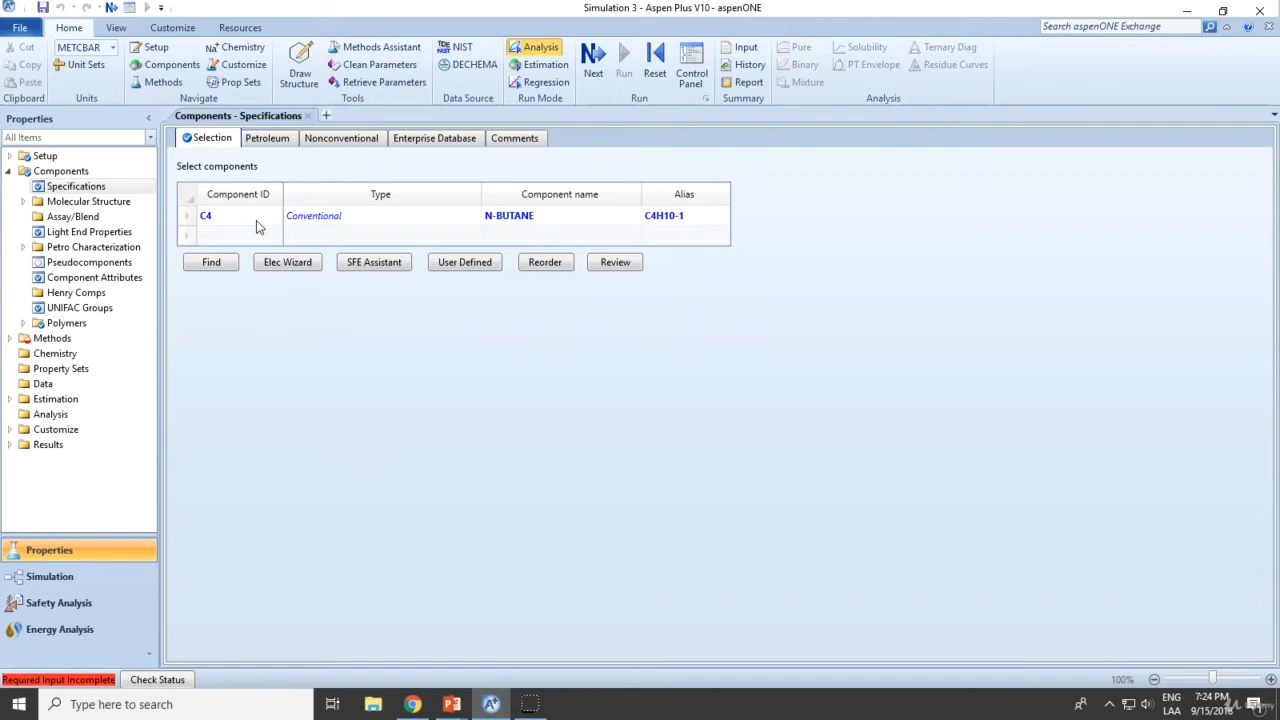 Simulation 3 - Aspen Plus V10 - aspenONE
File Home View Customize Resources
Search aspenONE Exchange
Cut
Copy
Paste
Clipboard
METCBAR
Unit Sets
Units
Setup
Components
Methods
Chemistry
Customize
Prop Sets
Navigate
Draw
Structure
Methods Assistant
Clean Parameters
Retrieve Parameters
Tools
NIST
DECHEMA
Data Source
Analysis
Estimation
Regression
Run Mode
Next
Run
Reset
Control
Panel
Run
Input
History
Report
Summary
Pure
Binary
Mixture
Solubility
PT Envelope
Ternary Diag
Residue Curves
Analysis
Properties
All Items
Setup
Components
Specifications
Molecular Structure
Assay/Blend
Light End Properties
Petro Characterization
Pseudocomponents
Component Attributes
Henry Comps
UNIFAC Groups
Polymers
Methods
Chemistry
Property Sets
Data
Estimation
Analysis
Customize
Results
Properties
Simulation
Safety Analysis
Energy Analysis
Components - Specifications
Selection Petroleum Nonconventional Enterprise Database Comments
Select components
Component ID Type Component name Alias
C4 Conventional N-BUTANE C4H10-1
Find Elec Wizard SFE Assistant User Defined Reorder Review
Required Input Incomplete Check Status
100%
Type here to search
ENG
LAA
7:24 PM